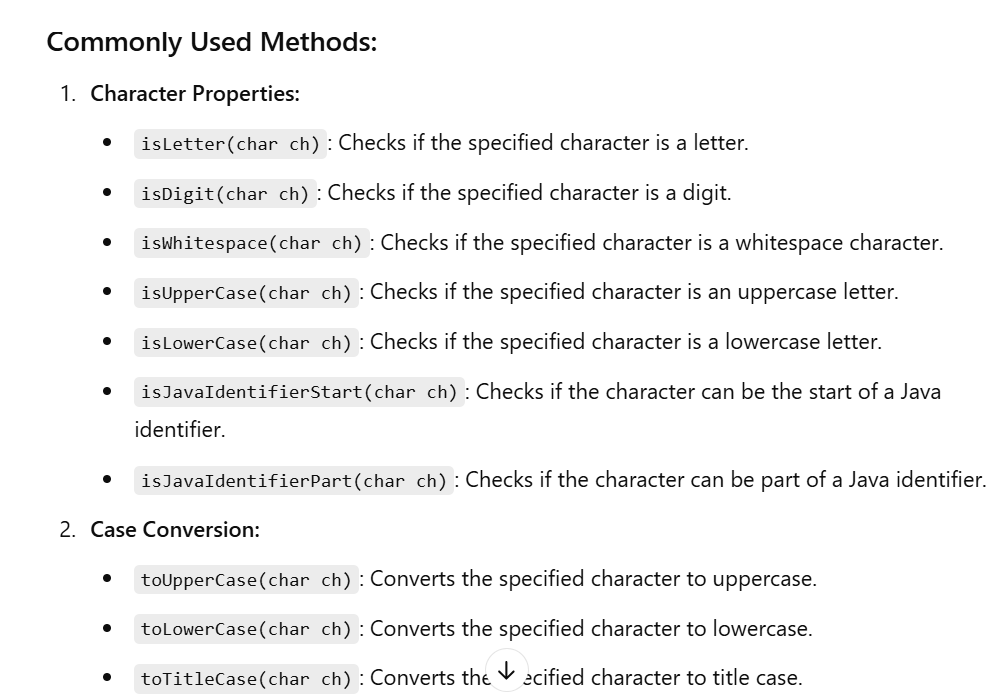 Commonly Used Methods:
1. Character Properties:
• isLetter(char ch): Checks if the specified character is a letter.
• isDigit(char ch): Checks if the specified character is a digit.
• isWhitespace(char ch): Checks if the specified character is a whitespace character.
• isUpperCase(char ch): Checks if the specified character is an uppercase letter.
• isLowerCase(char ch): Checks if the specified character is a lowercase letter.
• isJavaIdentifierStart(char ch): Checks if the character can be the start of a Java
identifier.
• isJavaIdentifierPart(char ch): Checks if the character can be part of a Java identifier.
2. Case Conversion:
• toUpperCase(char ch): Converts the specified character to uppercase.
• toLowerCase(char ch): Converts the specified character to lowercase.
• toTitleCase(char ch): Converts the character to title case.